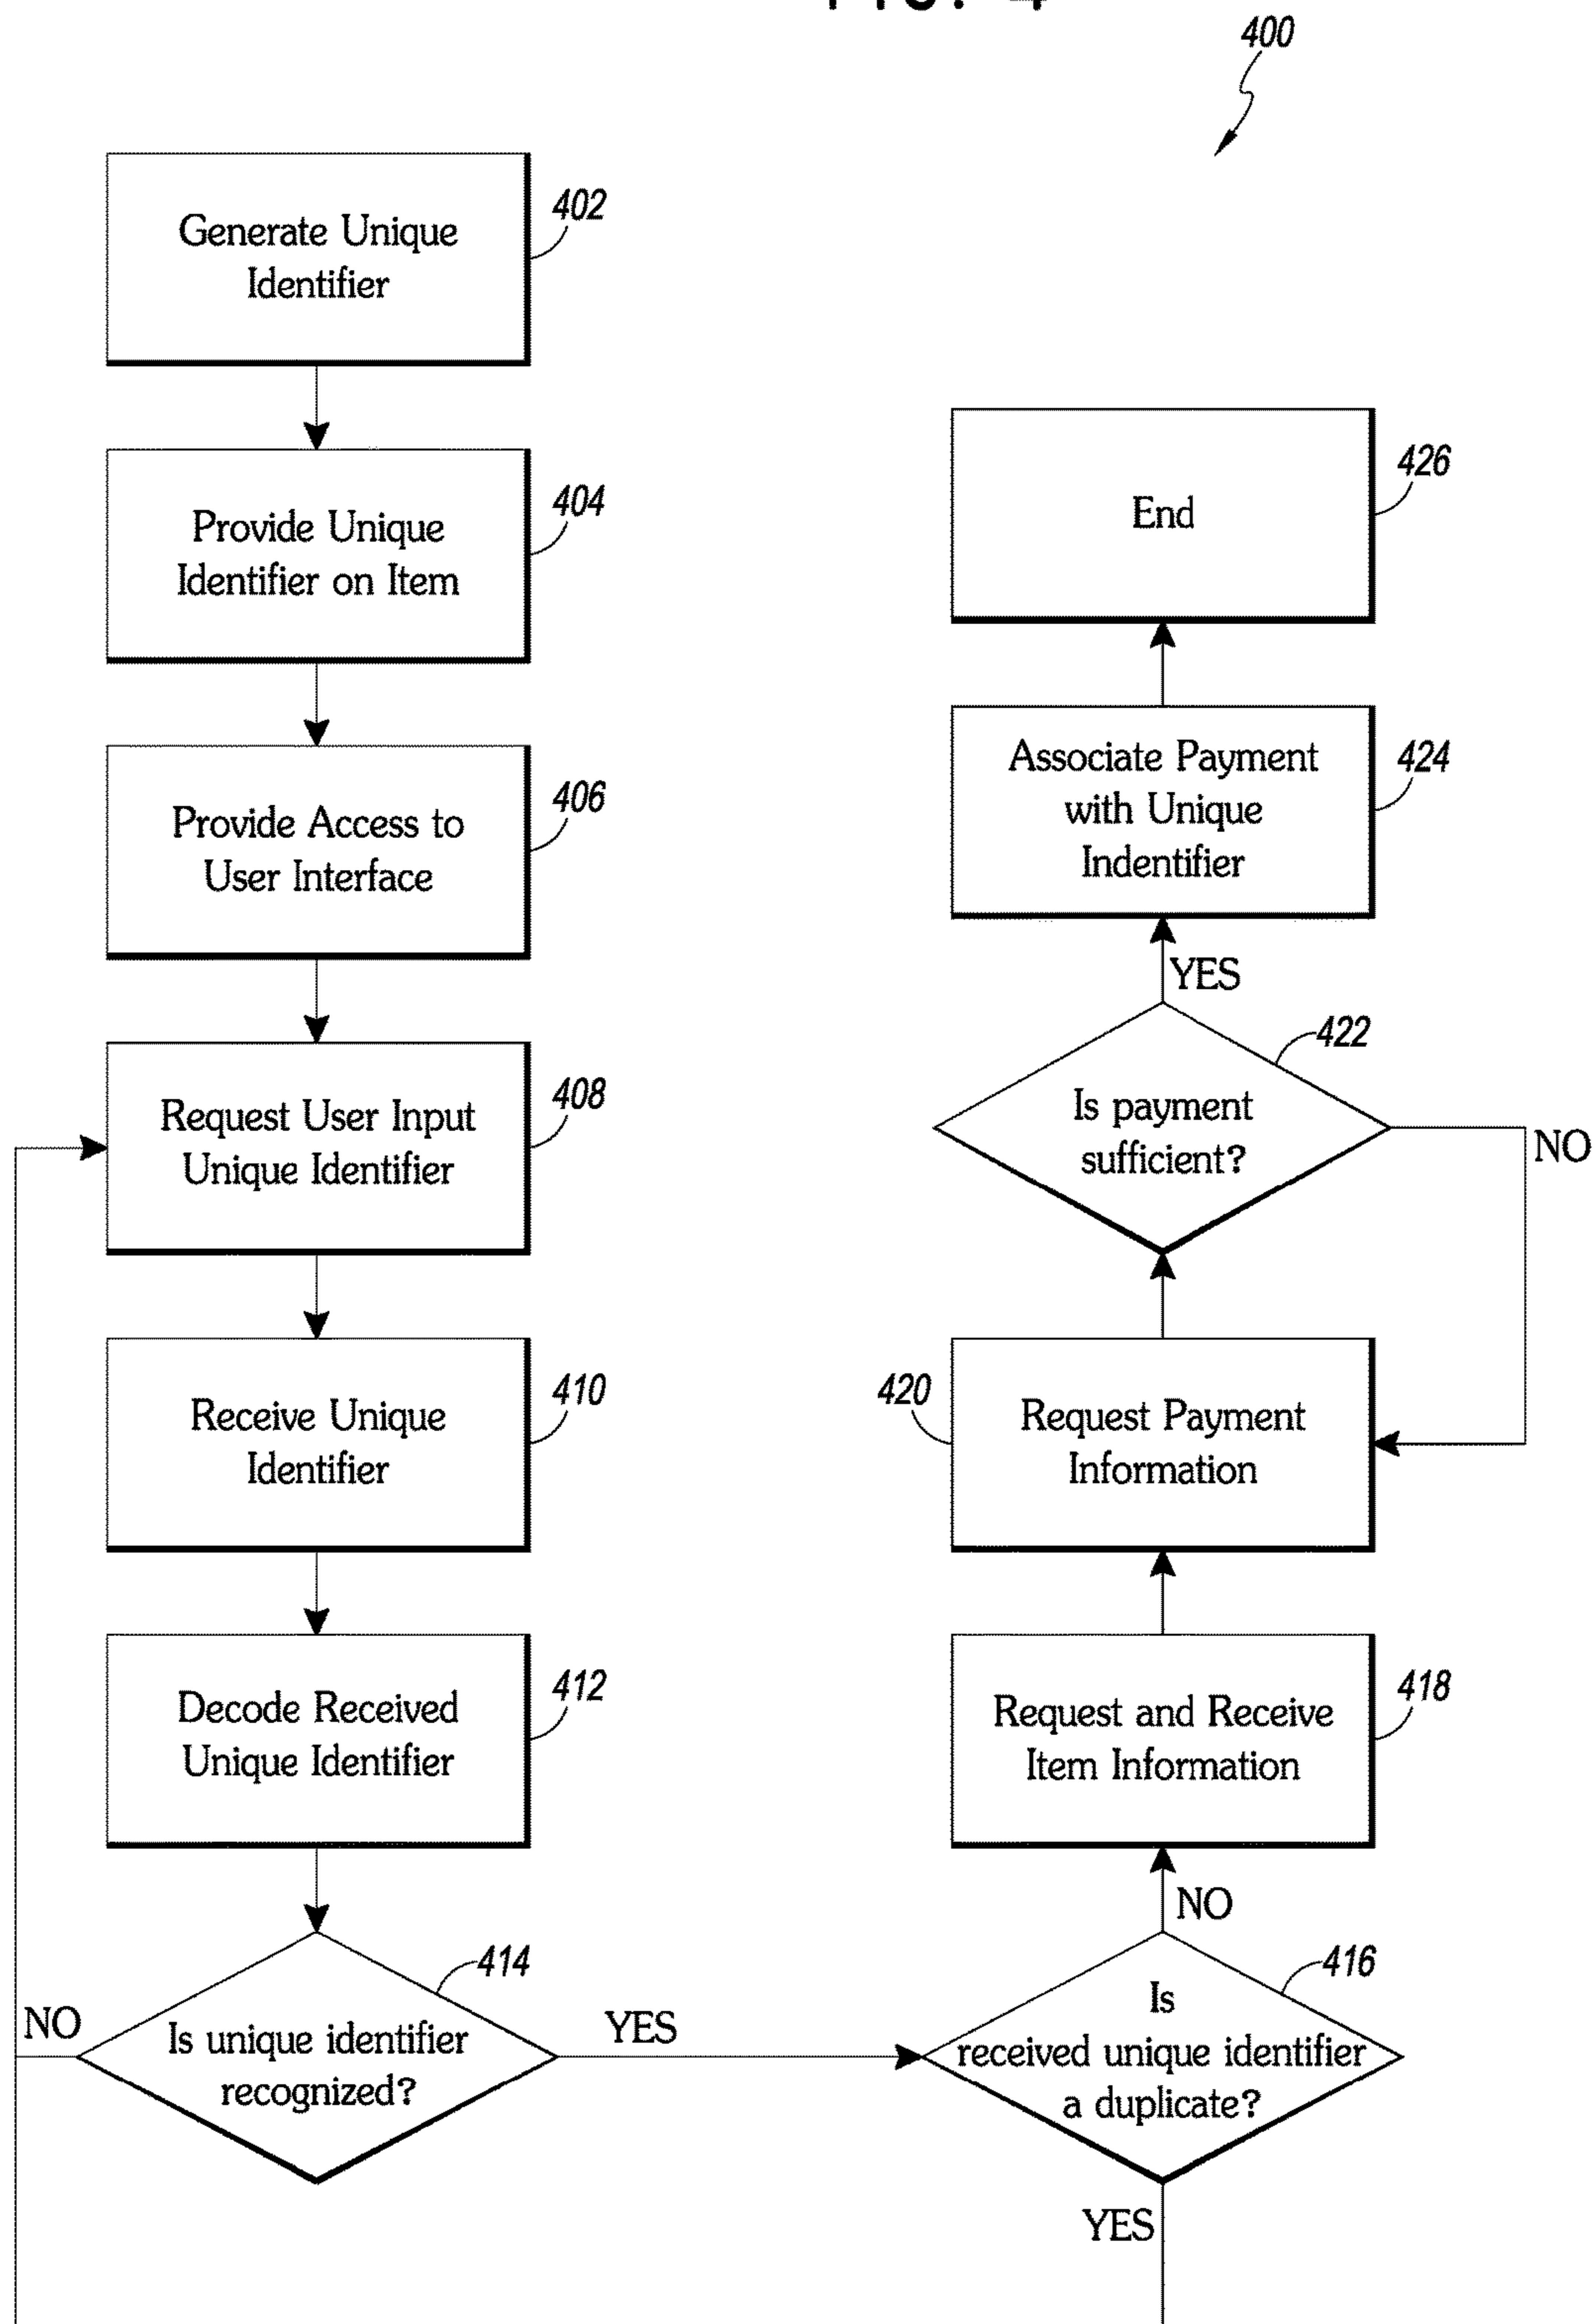 400
Generate Unique
Identifier
402
Provide Unique
Identifier on Item
404
Provide Access to
User Interface
406
Request User Input
Unique Identifier
408
Receive Unique
Identifier
410
Decode Received
Unique Identifier
412
Is unique identifier
recognized?
414
NO
YES
Is
received unique identifier
a duplicate?
416
YES
NO
Request and Receive
Item Information
418
Request Payment
Information
420
Is payment
sufficient?
422
NO
YES
Associate Payment
with Unique
Indentifier
424
End
426